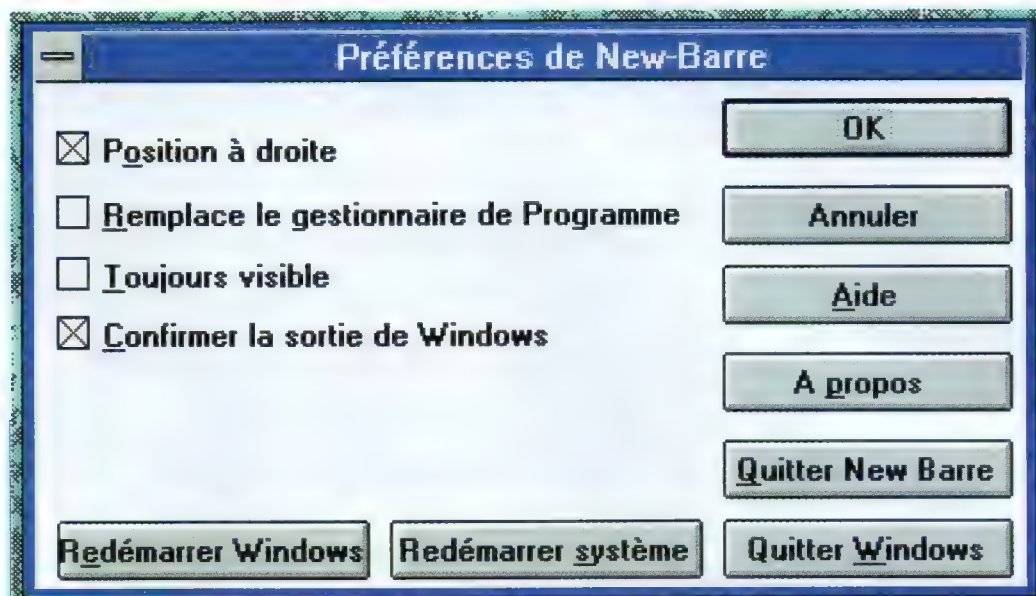 Préférences de New-Barre
Position à droite
Remplace le gestionnaire de Programme
Toujours visible
Confirmer la sortie de Windows
OK
Annuler
Aide
A propos
Quitter New Barre
Redémarrer Windows
Redémarrer système
Quitter Windows